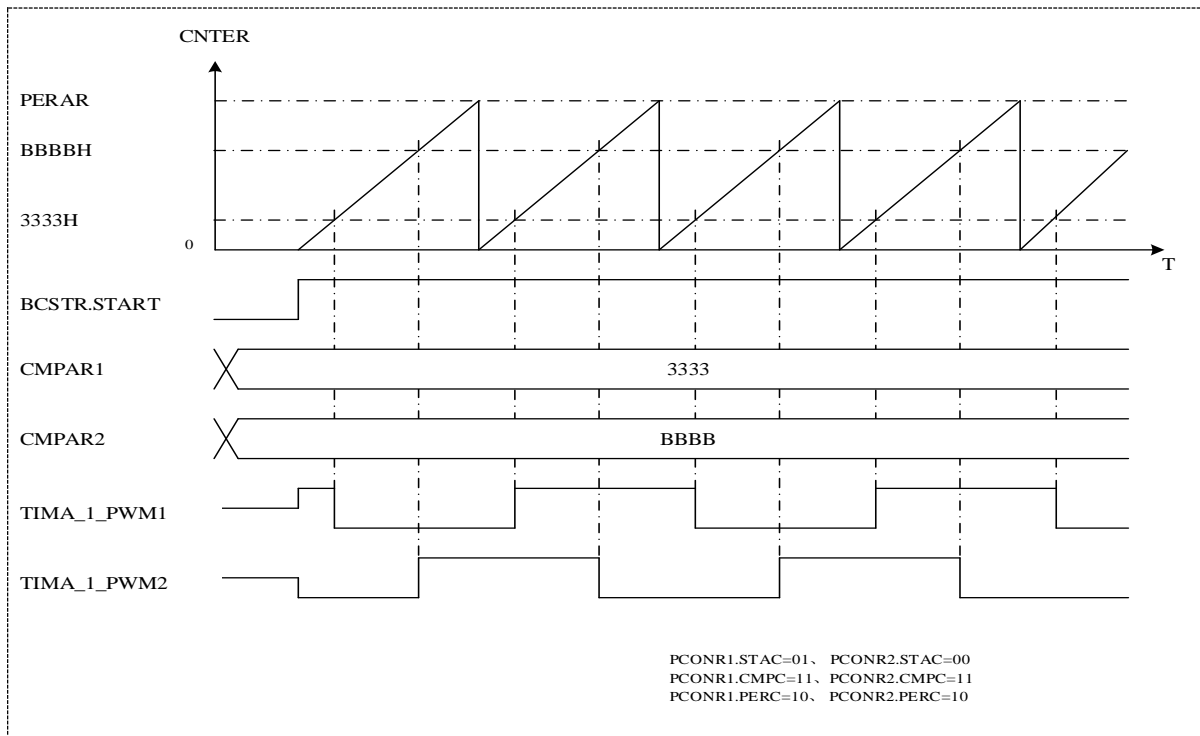 CNTER
PERAR
BBBBH
3333H
0
T
BCSTR.START
CMPAR1
3333
CMPAR2
BBBB
TIMA_1_PWM1
TIMA_1_PWM2
PCONR1.STAC=01、 PCONR2.STAC=00
PCONR1.CMPC=11、PCONR2.CMPC=11
PCONR1.PERC=10、 PCONR2.PERC=10